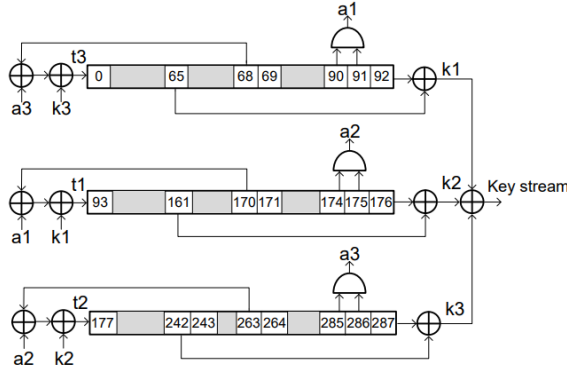 a1
t3
0 65 68 69 90 91 92
k1
a3 k3
a2
t1
93 161 170 171 174 175 176
k2
Key stream
a1 k1
a3
t2
177 242 243 263 264 285 286 287
k3
a2 k2